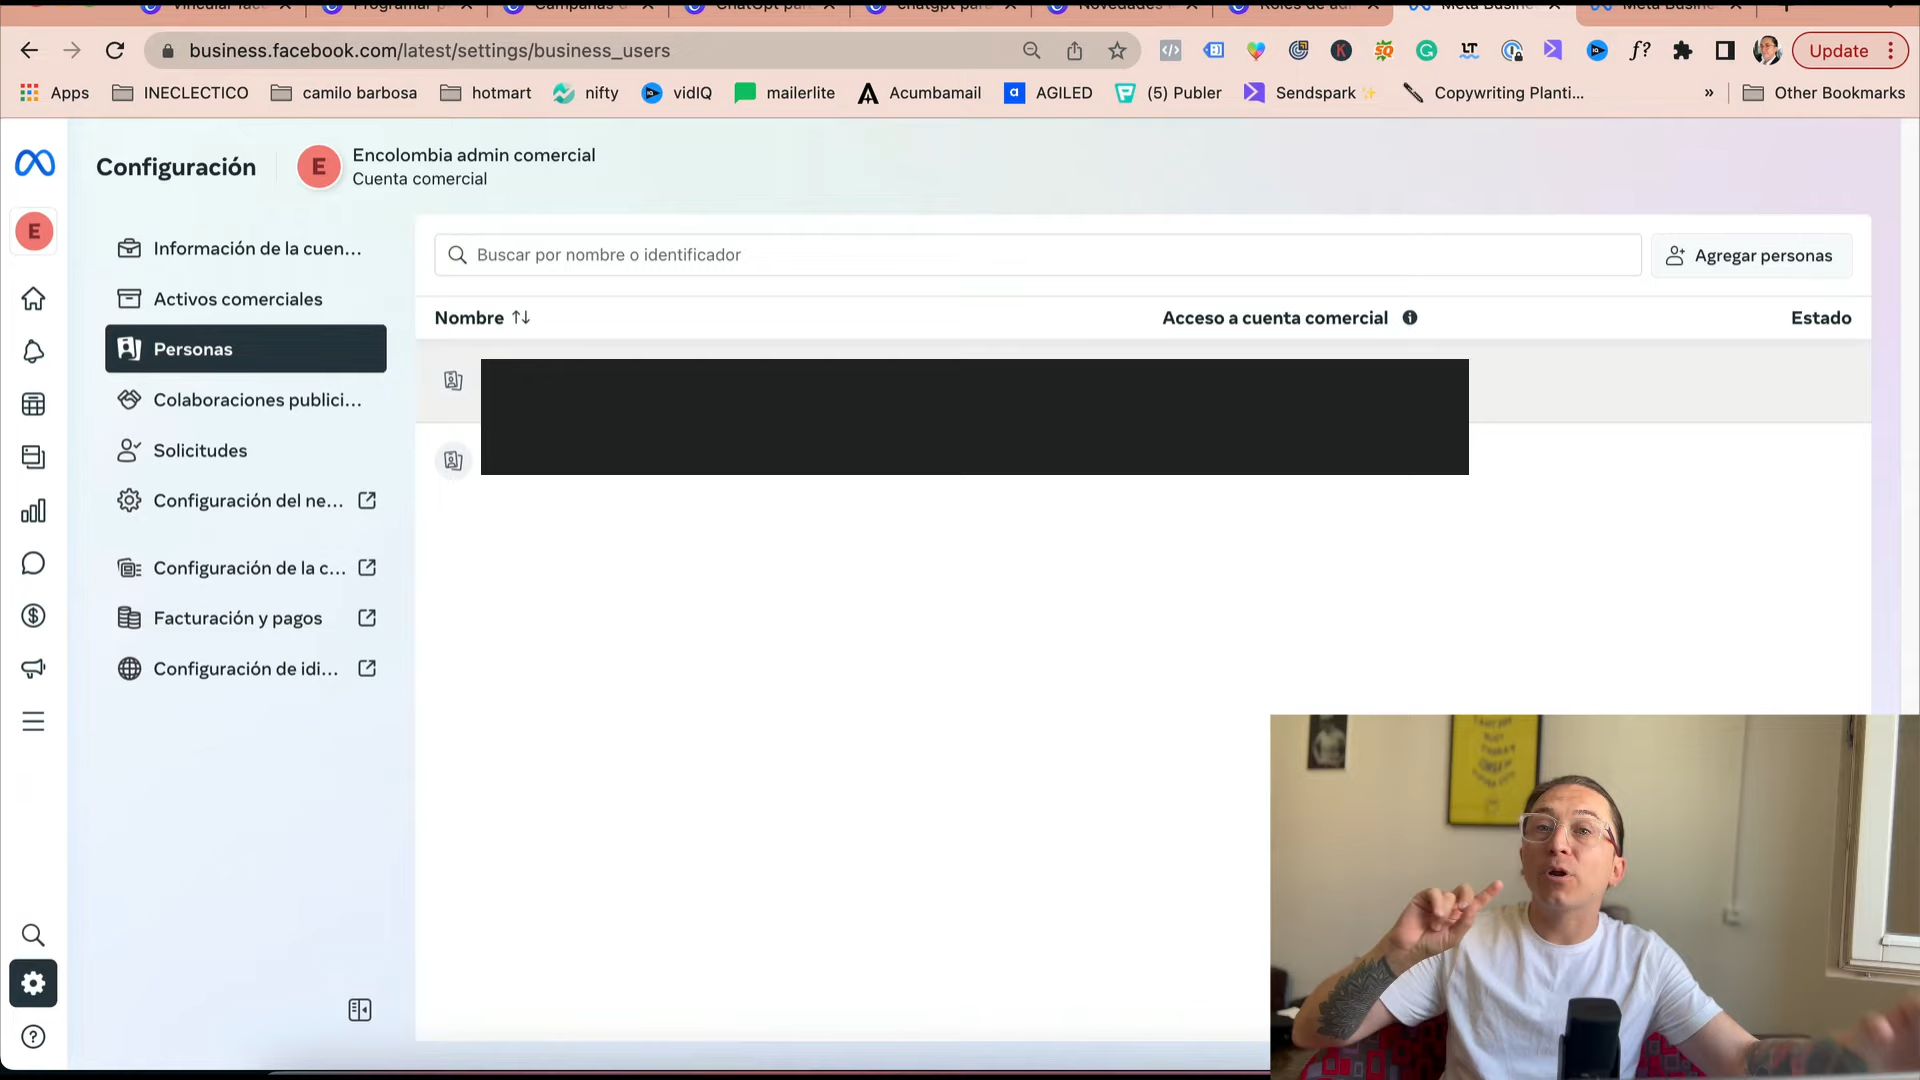 business.facebook.com/latest/settings/business_users
Update
Apps
INECLECTICO
camilo barbosa
hotmart
nifty
vidIQ
mailerlite
Acumbamail
AGILED
(5) Publer
Sendspark
Copywriting Planti...
»
Other Bookmarks
Configuración
E
Encolombia admin comercial
Cuenta comercial
E
Información de la cuen...
Activos comerciales
Personas
Colaboraciones publici...
Solicitudes
Configuración del ne...
Configuración de la c...
Facturación y pagos
Configuración de idi...
Buscar por nombre o identificador
Agregar personas
Nombre
Acceso a cuenta comercial
Estado